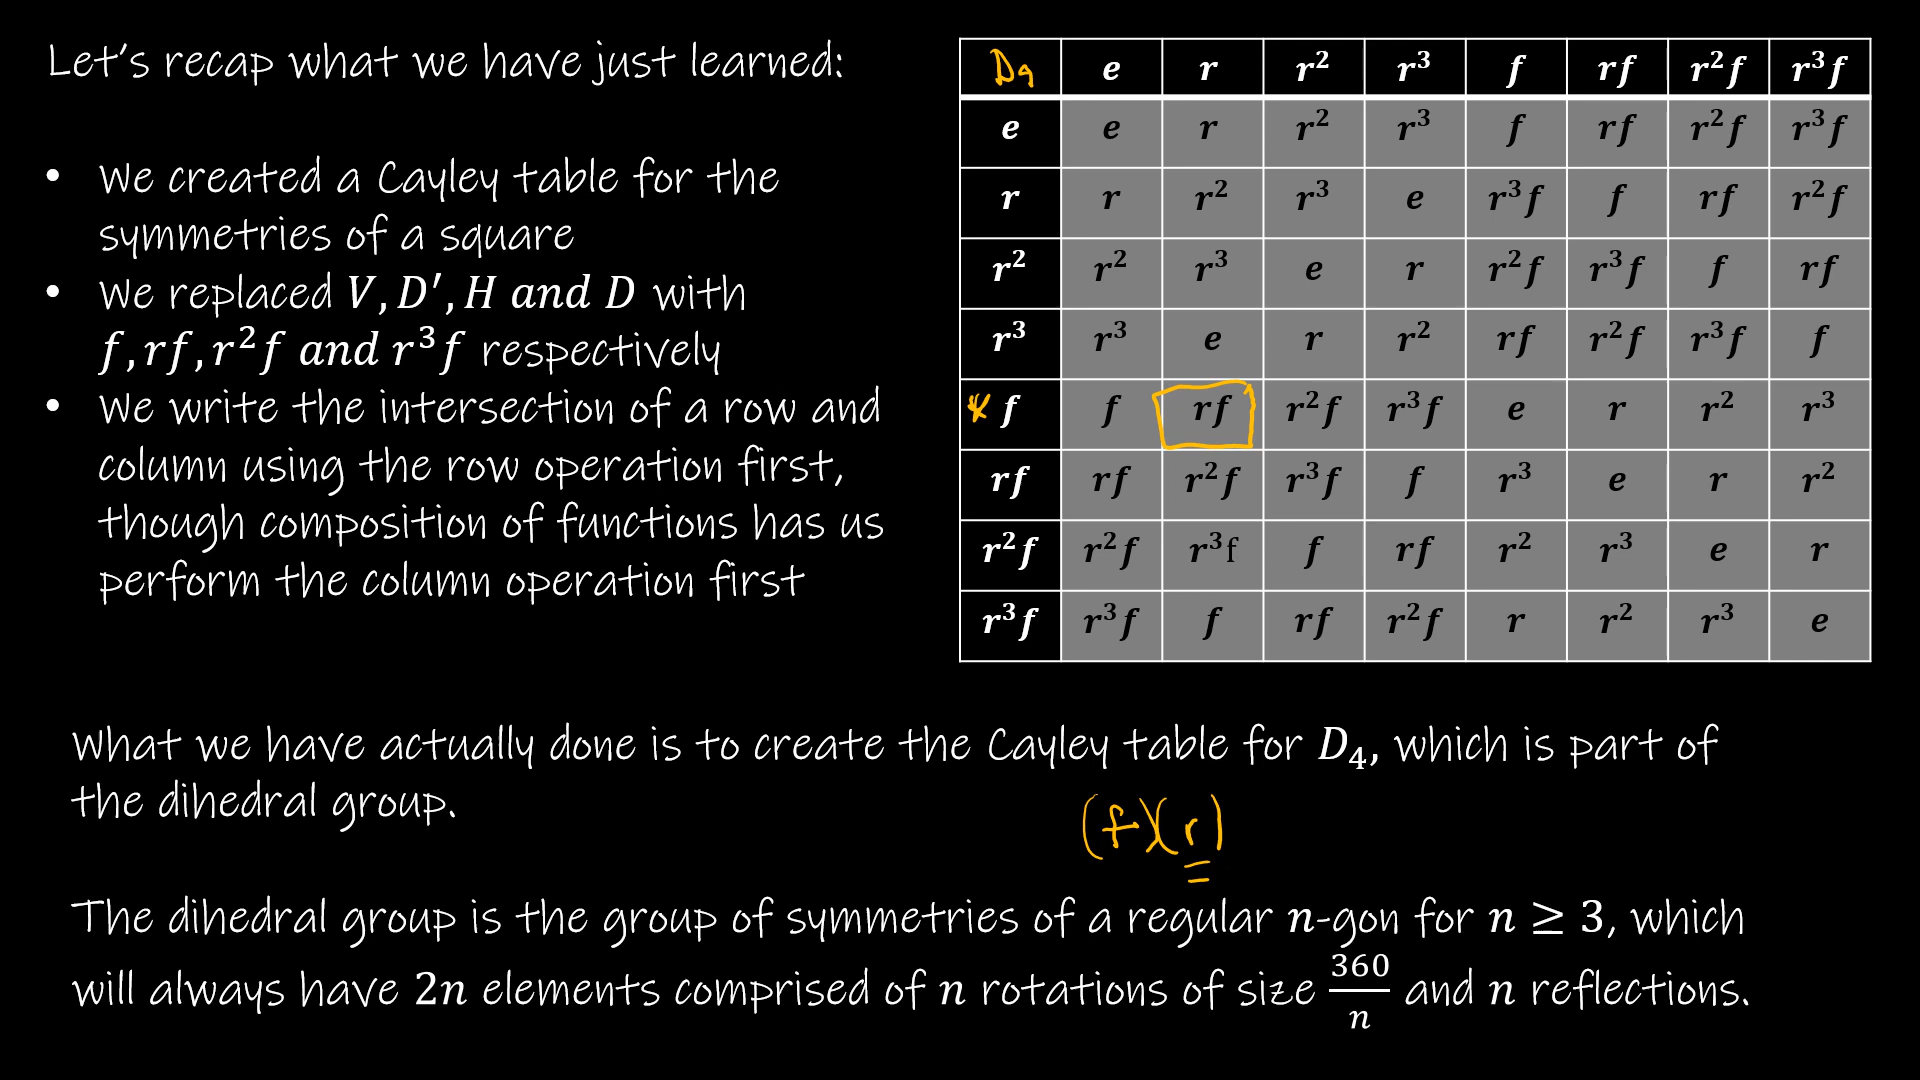 Let's recap what we have just learned:
• We created a Cayley table for the
symmetries of a square
• We replaced V, D′, H and D with
f, rf, r²f and r³f respectively
• We write the intersection of a row and
column using the row operation first,
though composition of functions has us
perform the column operation first
D₄ e r r² r³ f rf r²f r³f
e e r r² r³ f rf r²f r³f
r r r² r³ e r³f f rf r²f
r² r² r³ e r r²f r³f f rf
r³ r³ e r r² rf r²f r³f f
* f f rf r²f r³f e r r² r³
rf rf r²f r³f f r³ e r r²
r²f r²f r³f f rf r² r³ e r
r³f r³f f rf r²f r r² r³ e
What we have actually done is to create the Cayley table for D₄, which is part of
the dihedral group.
(f)(r)
The dihedral group is the group of symmetries of a regular n-gon for n ≥ 3, which
will always have 2n elements comprised of n rotations of size 360/n and n reflections.